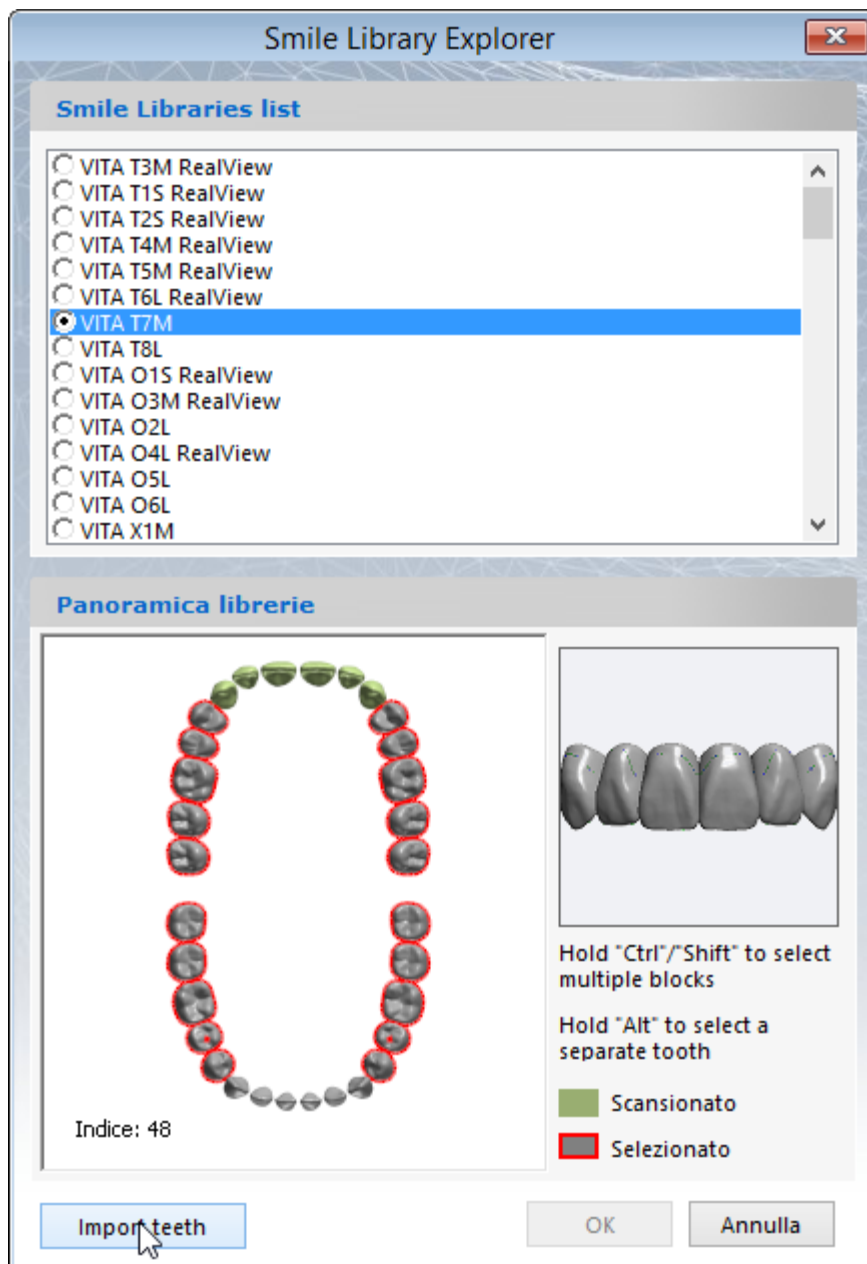 Smile Library Explorer
Smile Libraries list
VITA T3M RealView
VITA T1S RealView
VITA T2S RealView
VITA T4M RealView
VITA T5M RealView
VITA T6L RealView
VITA T7M
VITA T8L
VITA O1S RealView
VITA O3M RealView
VITA O2L
VITA O4L RealView
VITA O5L
VITA O6L
VITA X1M
Panoramica librerie
Hold "Ctrl"/"Shift" to select
multiple blocks
Hold "Alt" to select a
separate tooth
Scansionato
Selezionato
Indice: 48
Import teeth
OK
Annulla